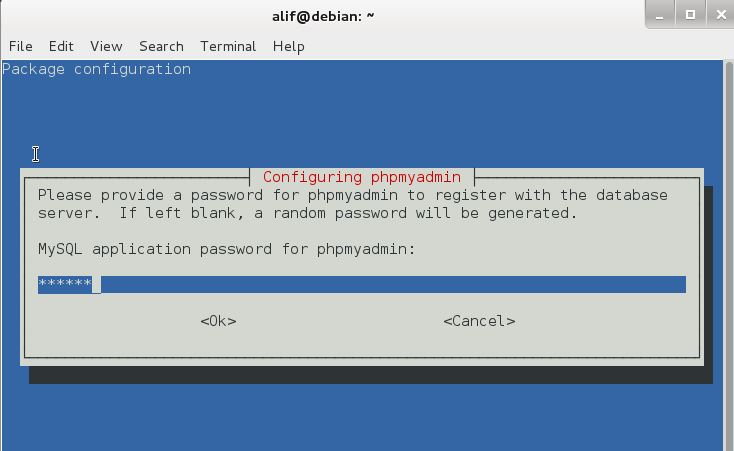 alif@debian: ~
File Edit View Search Terminal Help
Package configuration
Configuring phpmyadmin
Please provide a password for phpmyadmin to register with the database
server.  If left blank, a random password will be generated.
MySQL application password for phpmyadmin:
******_
<Ok> <Cancel>